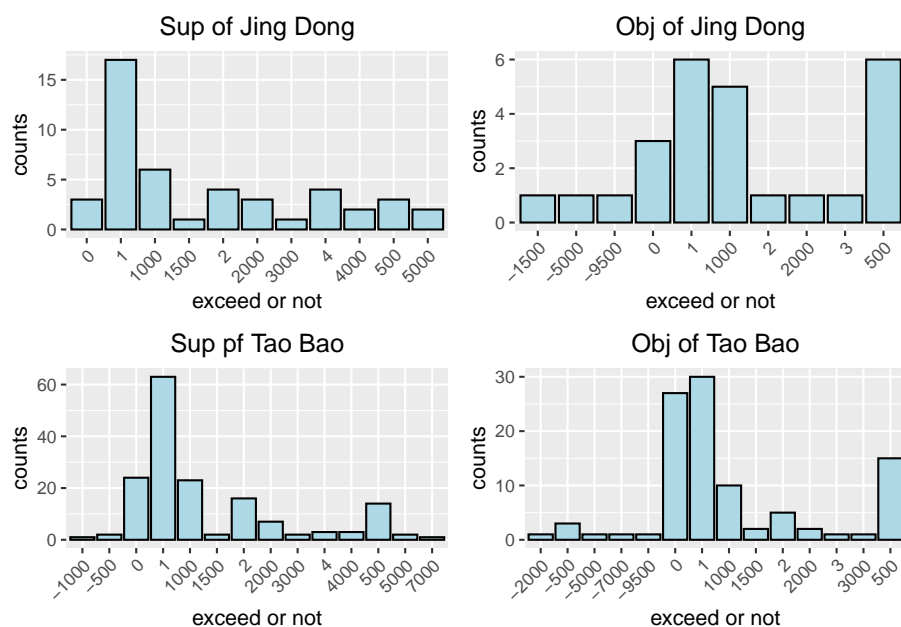 Sup of Jing Dong
15
10
5
0
counts
0 1 1000 1500 2 2000 3000 4 4000 500 5000
exceed or not
Obj of Jing Dong
6
4
2
0
counts
−1500 −5000 −9500 0 1 1000 2 2000 3 500
exceed or not
Sup pf Tao Bao
60
40
20
0
counts
−1000 −500 0 1 1000 1500 2 2000 3000 4 4000 500 5000 7000
exceed or not
Obj of Tao Bao
30
20
10
0
counts
−2000 −500 −5000 −7000 −9500 0 1 1000 1500 2 2000 3 3000 500
exceed or not